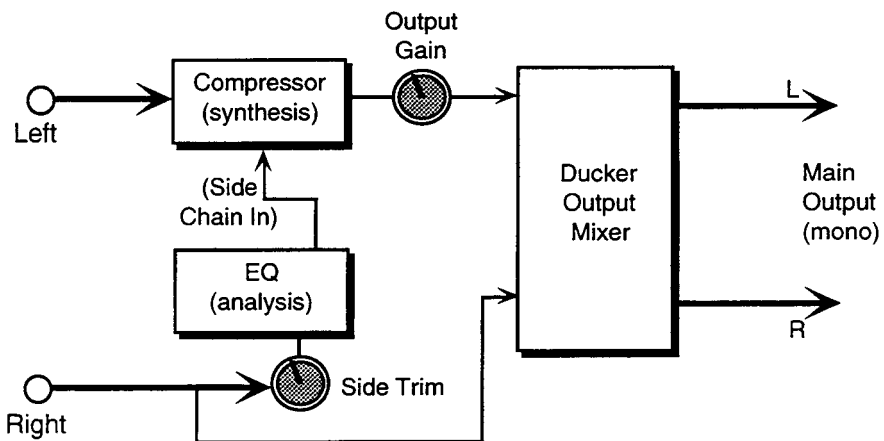 Output
Gain
Compressor
(synthesis)
Left
L
(Side
Chain In)
Ducker
Output
Mixer
Main
Output
(mono)
EQ
(analysis)
R
Side Trim
Right